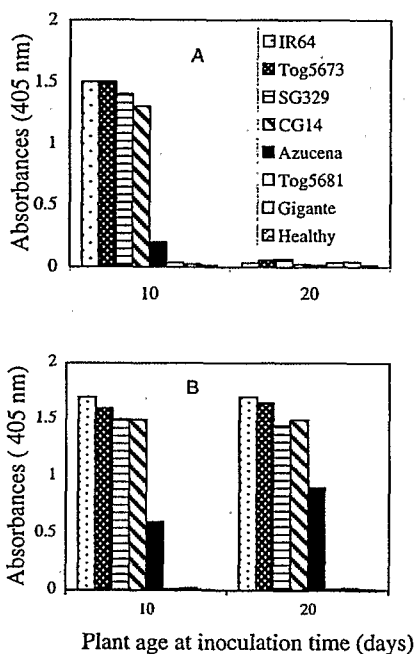 Absorbances (405 nm)
2
1.5
1
0.5
0
A
IR64
Tog5673
SG329
CG14
Azucena
Tog5681
Gigante
Healthy
10
20
Absorbances ( 405 nm)
2
1.5
1
0.5
0
B
10
20
Plant age at inoculation time (days)